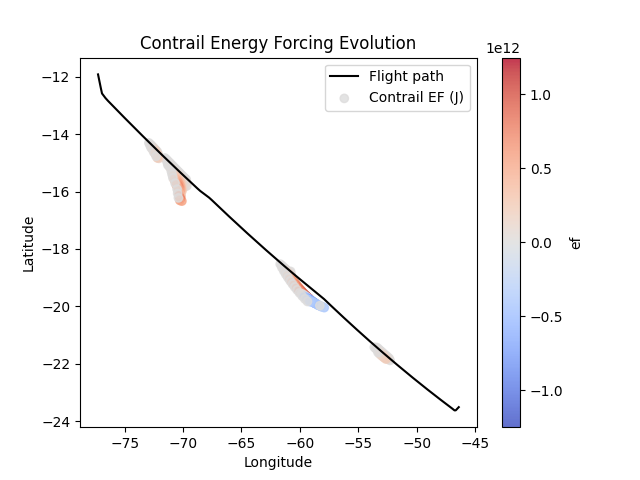 Contrail Energy Forcing Evolution
1e12
Flight path
Contrail EF (J)
−12
−14
−16
−18
−20
−22
−24
Latitude
−75
−70
−65
−60
−55
−50
−45
Longitude
1.0
0.5
0.0
−0.5
−1.0
ef